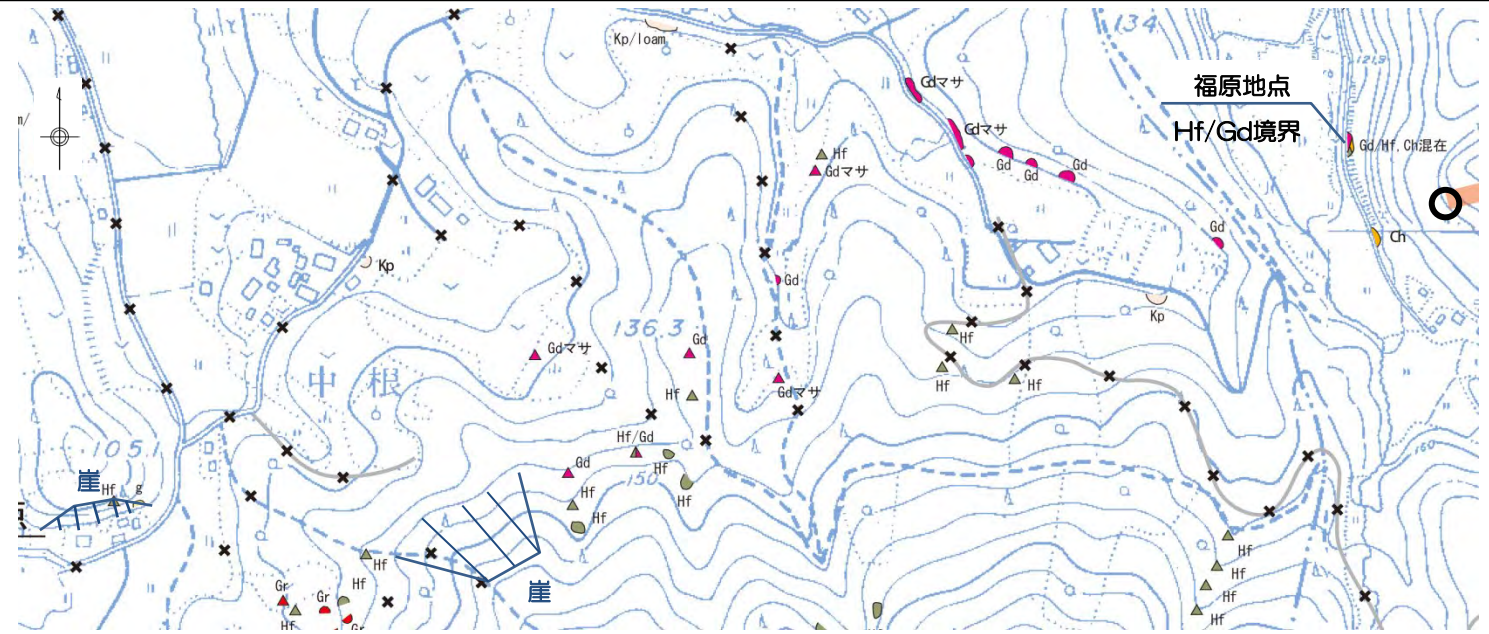 Kp/loam
134
福原地点
Hf/Gd境界
121.3
Gdマサ
Gdマサ
Gd/Hf,Ch混在
Hf
Gdマサ
Gd
Gd
Gd
Gd
Ch
Kp
Gd
Kp
136.3
Hf
Gdマサ
Gd
Hf
Hf
Gdマサ
中根
Hf
105
Hf/Gd
Hf
Gd
150
Hf
崖
Hf
g
Hf
Hf
Hf
Hf
崖
Hf
Gr
Hf
Gr
Hf
Gr
Hf